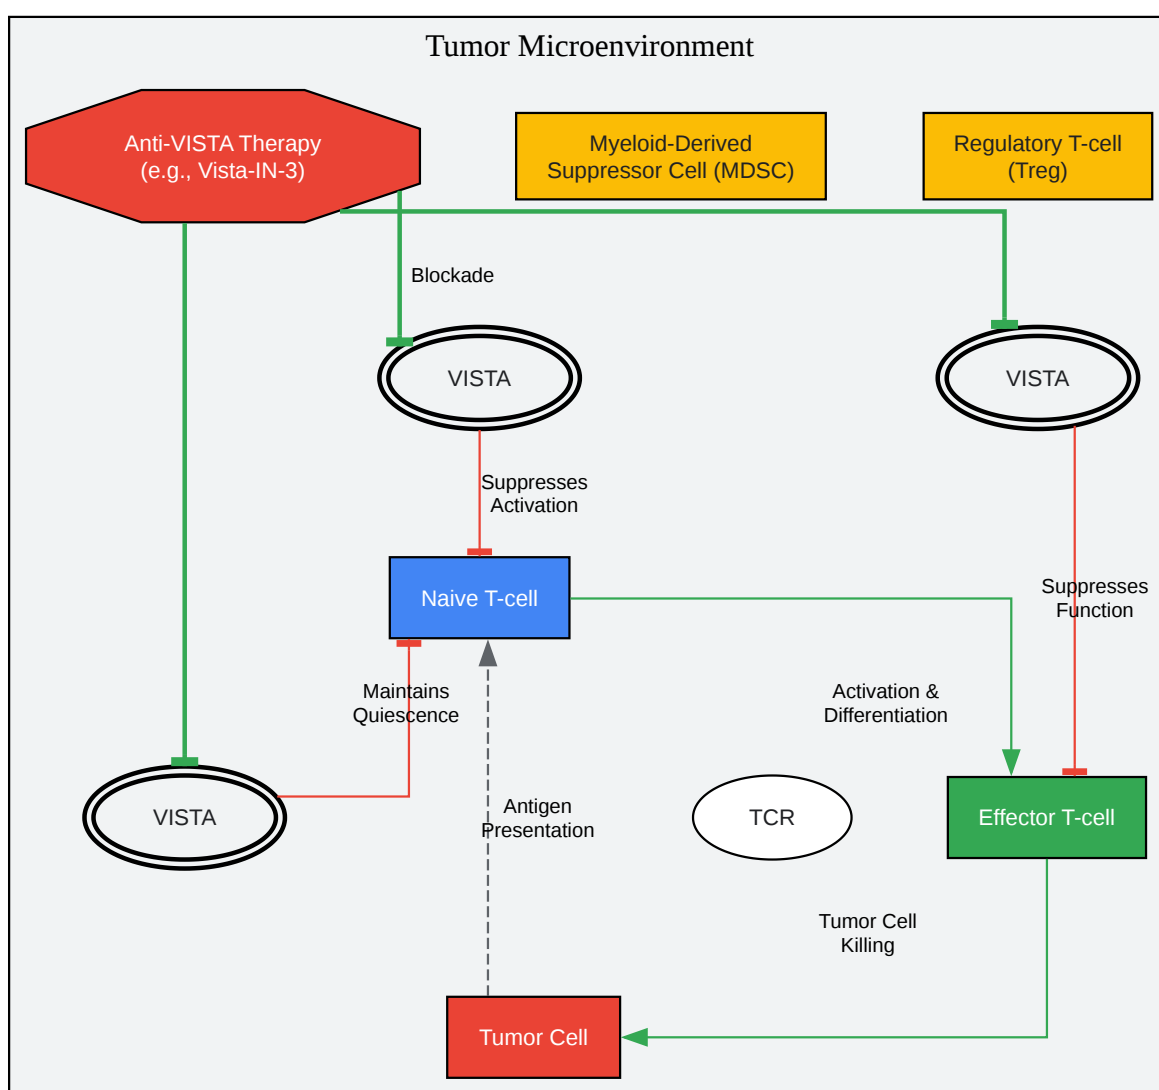 Tumor Microenvironment
Anti-VISTA Therapy
(e.g., Vista-IN-3)
Myeloid-Derived
Suppressor Cell (MDSC)
Regulatory T-cell
(Treg)
Blockade
VISTA
VISTA
Suppresses
Activation
Naive T-cell
Suppresses
Function
Maintains
Quiescence
Activation &
Differentiation
VISTA
Antigen
Presentation
TCR
Effector T-cell
Tumor Cell
Killing
Tumor Cell